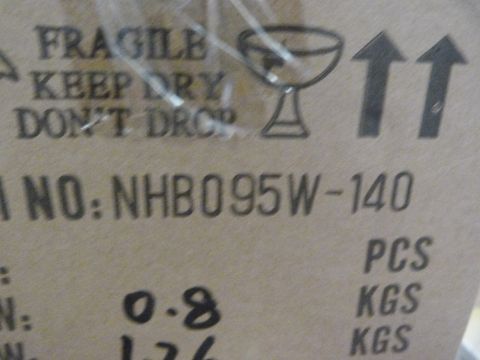 FRAGILE
KEEP DRY
DON'T DROP
NO: NHB095W-140
PCS
N: 0.8 KGS
KGS